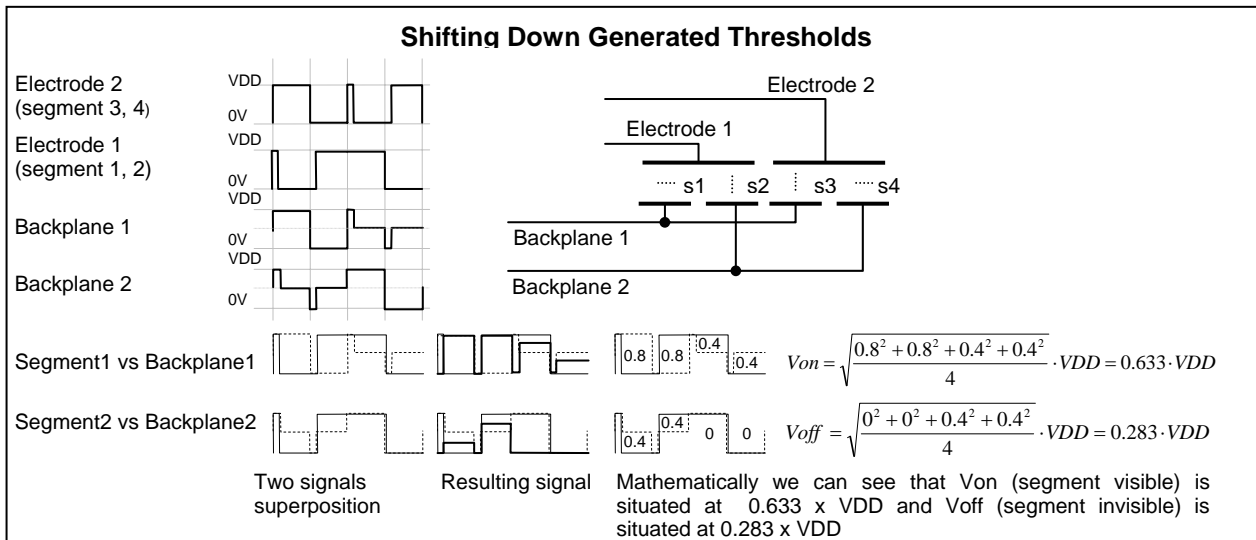 Shifting Down Generated Thresholds
Electrode 2
(segment 3, 4)
VDD
0V
Electrode 1
(segment 1, 2)
VDD
0V
Backplane 1
VDD
0V
Backplane 2
VDD
0V
Electrode 2
Electrode 1
s1 s2 s3 s4
Backplane 1
Backplane 2
Segment1 vs Backplane1
0.8 0.8 0.4 0.4
Von = √((0.8² + 0.8² + 0.4² + 0.4²)/4) · VDD = 0.633 · VDD
Segment2 vs Backplane2
0.4 0.4 0 0
Voff = √((0² + 0² + 0.4² + 0.4²)/4) · VDD = 0.283 · VDD
Two signals
superposition
Resulting signal
Mathematically we can see that Von (segment visible) is
situated at 0.633 x VDD and Voff (segment invisible) is
situated at 0.283 x VDD